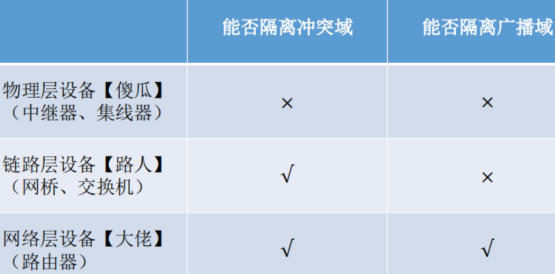 能否隔离冲突域 能否隔离广播域
物理层设备【傻瓜】
（中继器、集线器） × ×
链路层设备【路人】
（网桥、交换机） √ ×
网络层设备【大佬】
（路由器） √ √